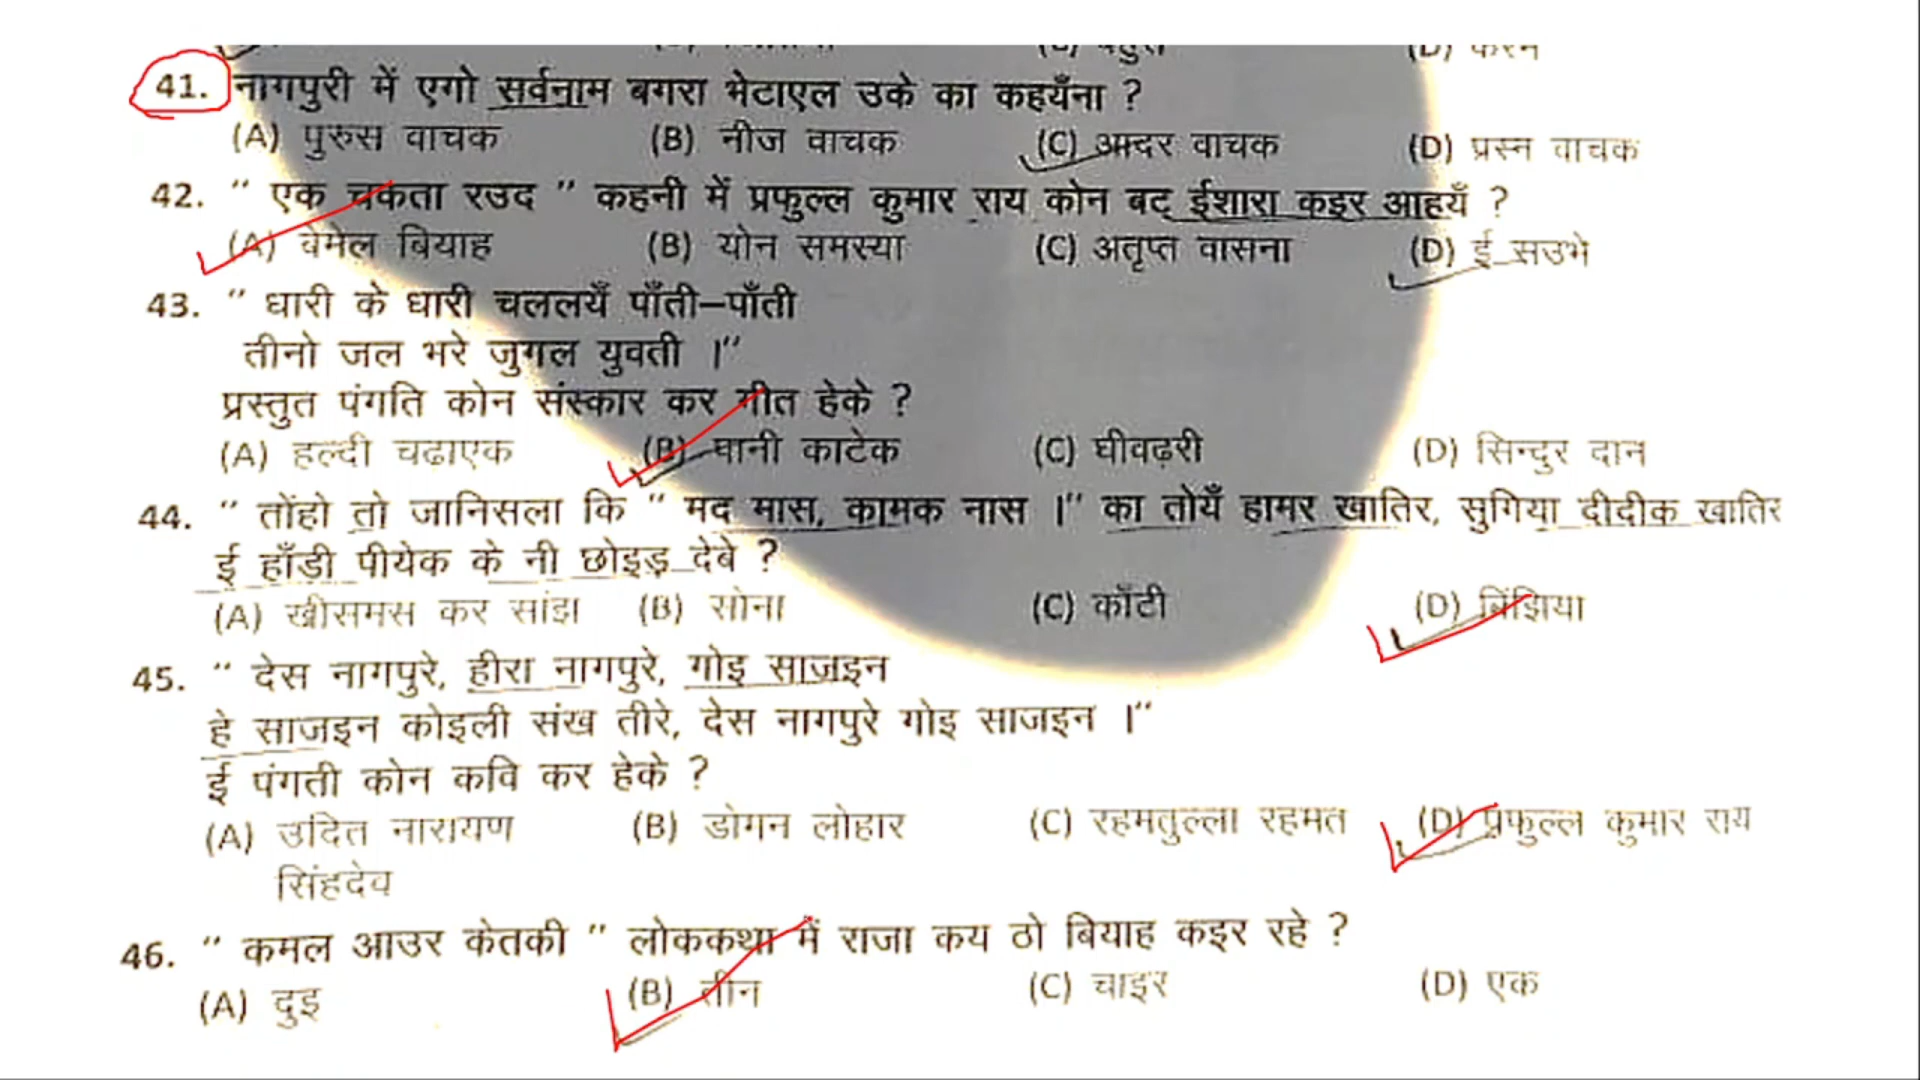 41. नागपुरी में एगो सर्वनाम बगरा भेटाएल उके का कहयँना ?
(A) पुरुस वाचक (B) नीज वाचक (C) आदर वाचक (D) प्रस्न वाचक
42. " एक चकता रउद " कहनी में प्रफुल्ल कुमार राय कोन बट् ईशारा कइर आहयँ ?
(A) बेमेल बियाह (B) योन समस्या (C) अतृप्त वासना (D) ई सउभे
43. " धारी के धारी चललयँ पाँती–पाँती
तीनो जल भरे जुगल युवती ।"
प्रस्तुत पंगति कोन संस्कार कर गीत हेके ?
(A) हल्दी चढाएक (B) पानी काटेक (C) घीवढ़री (D) सिन्दुर दान
44. " तोंहो तो जानिसला कि " मद मास, कामक नास ।" का तोयँ हामर खातिर, सुगिया दीदीक खातिर
ई हाँड़ी पीयेक के नी छोइड़ देबे ?
(A) ख्रीसमस कर सांझ (B) सोना (C) काँटी (D) बिंझिया
45. " देस नागपुरे, हीरा नागपुरे, गोइ साजइन
हे साजइन कोइली संख तीरे, देस नागपुरे गोइ साजइन ।"
ई पंगती कोन कवि कर हेके ?
(A) उदित नारायण (B) डोगन लोहार (C) रहमतुल्ला रहमत (D) प्रफुल्ल कुमार राय
सिंहदेव
46. " कमल आउर केतकी " लोककथा में राजा कय ठो बियाह कइर रहे ?
(A) दुइ (B) तीन (C) चाइर (D) एक